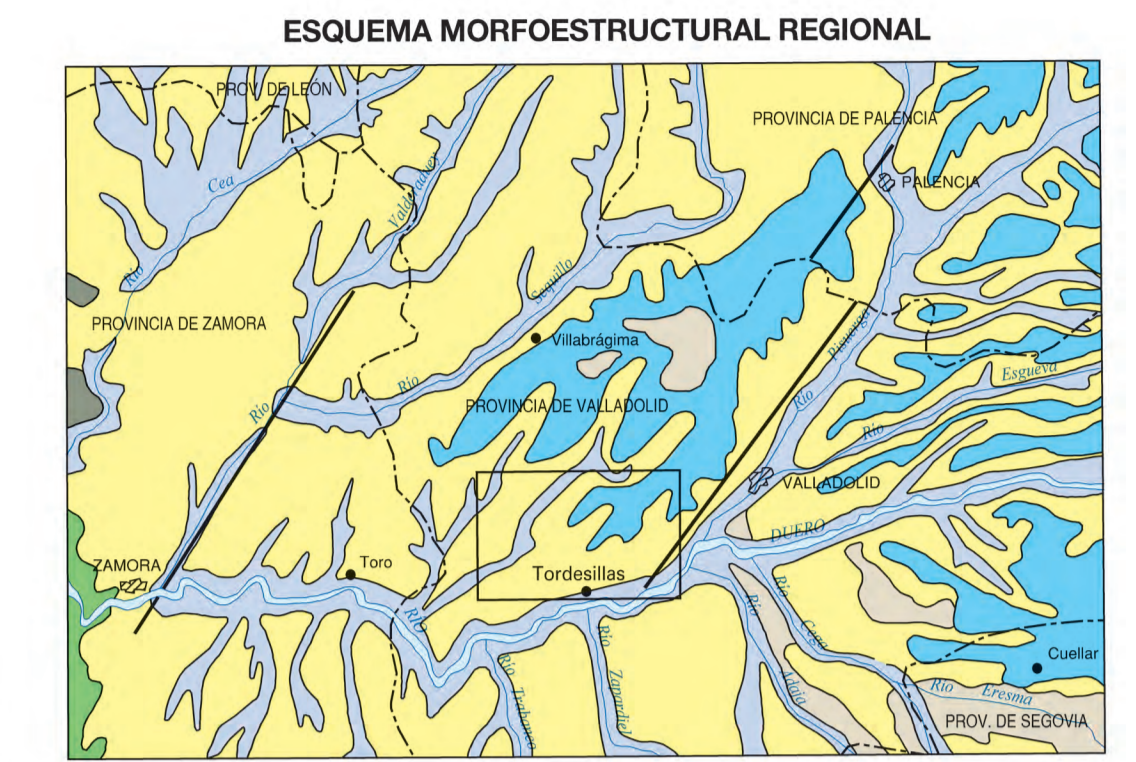 ESQUEMA MORFOESTRUCTURAL REGIONAL
PROV. DE LEÓN
PROVINCIA DE PALENCIA
Cea
Valderaduey
PALENCIA
Río
Sequillo
PROVINCIA DE ZAMORA
Villabrágima
Pisuerga
Esgueva
Río
Río
PROVINCIA DE VALLADOLID
Río
Río
VALLADOLID
DUERO
ZAMORA
Toro
Tordesillas
Río
Río
Río
Río
Cega
Río
Zapardiel
Trabanco
Adaja
Cuellar
Río
Eresma
PROV. DE SEGOVIA